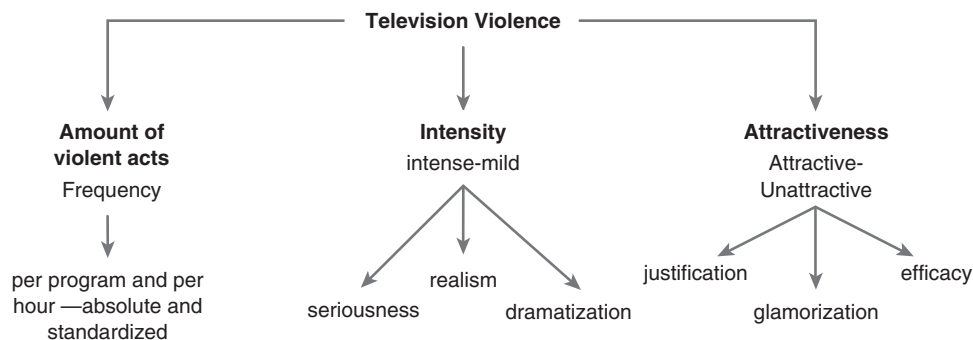 Television Violence
Amount of
violent acts
Frequency
per program and per
hour —absolute and
standardized
Intensity
intense-mild
seriousness
realism
dramatization
Attractiveness
Attractive-
Unattractive
justification
glamorization
efficacy